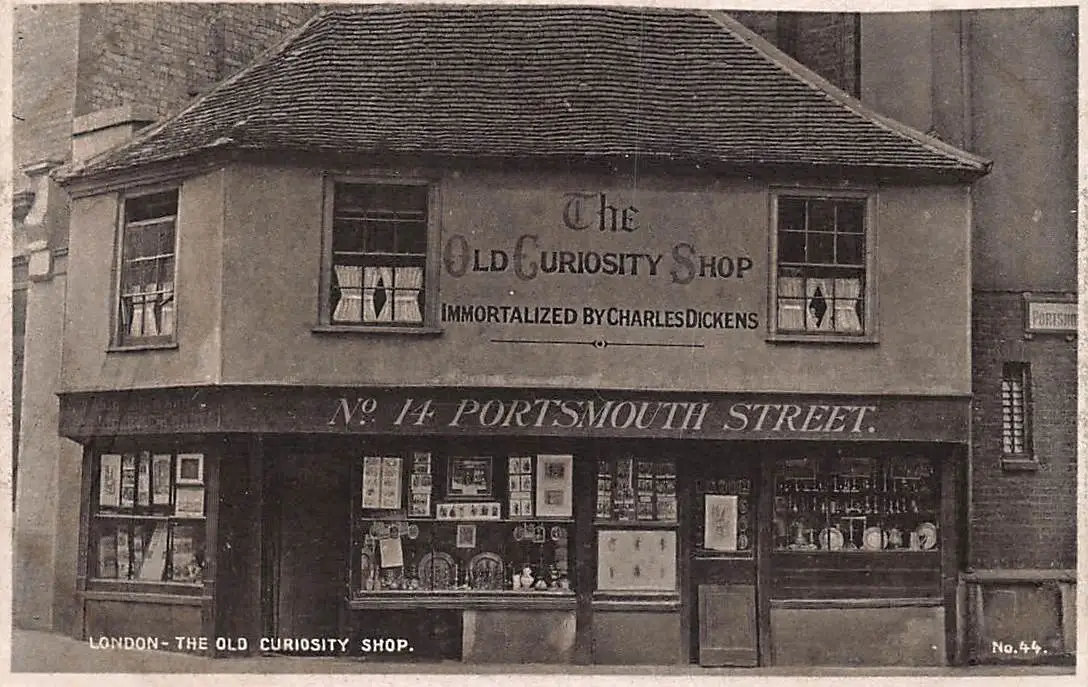 The
OLD CURIOSITY SHOP
IMMORTALIZED BY CHARLES DICKENS
No 14 PORTSMOUTH STREET.
LONDON - THE OLD CURIOSITY SHOP.
No.44.